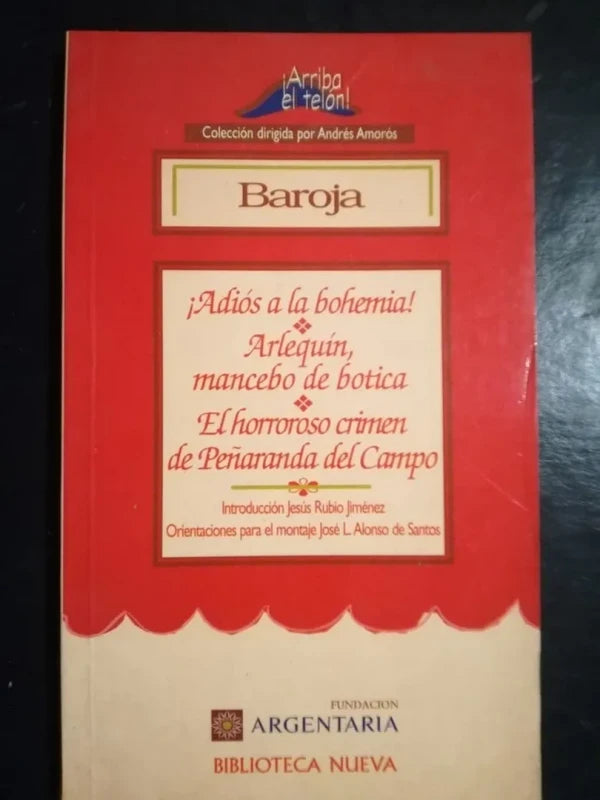 ¡Arriba
el telón!
Colección dirigida por Andrés Amorós
Baroja
¡Adiós a la bohemia!
Arlequín,
mancebo de botica
El horroroso crimen
de Peñaranda del Campo
Introducción Jesús Rubio Jiménez
Orientaciones para el montaje José L. Alonso de Santos
FUNDACION
ARGENTARIA
BIBLIOTECA NUEVA